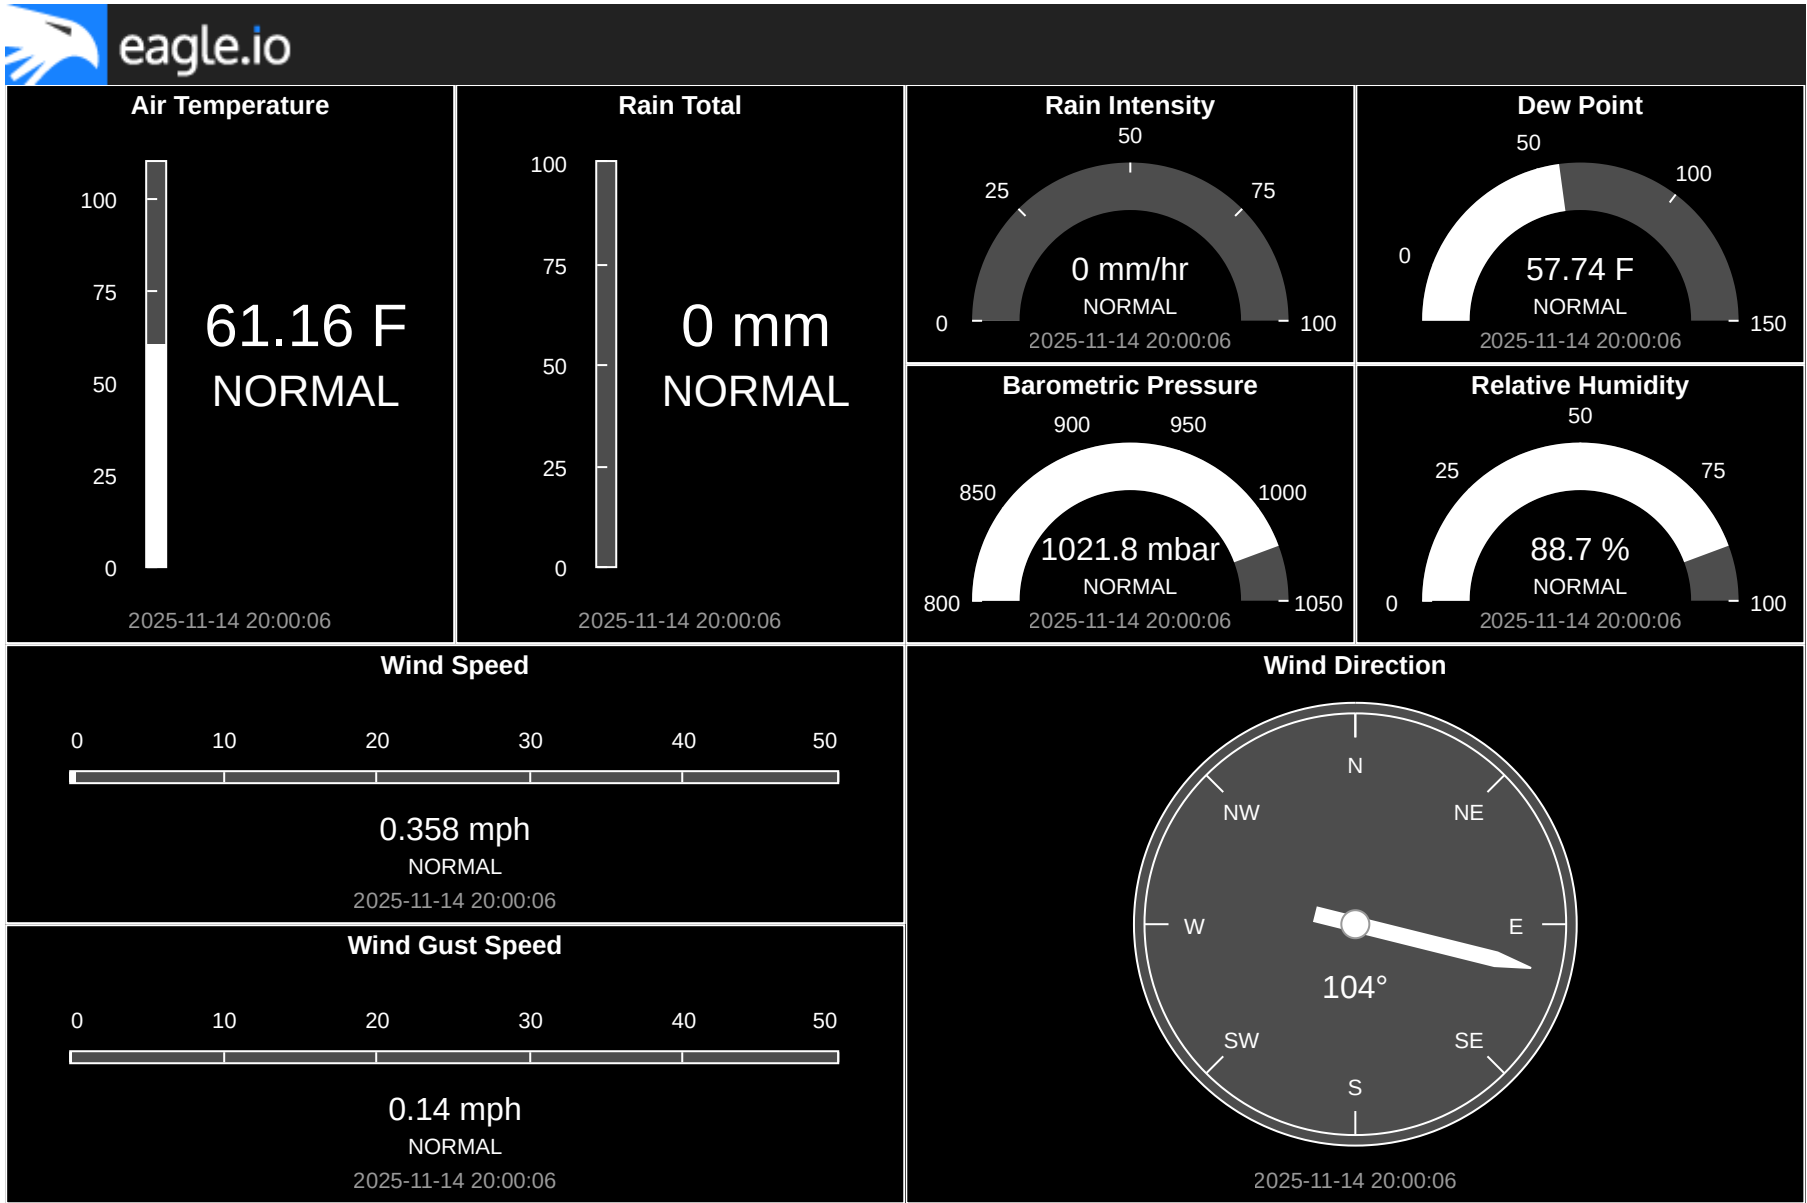 eagle.io
Air Temperature
100
75
50
25
0
61.16 F
NORMAL
2025-11-14 20:00:06
Rain Total
100
75
50
25
0
0 mm
NORMAL
2025-11-14 20:00:06
Rain Intensity
50
25
75
0
100
0 mm/hr
NORMAL
2025-11-14 20:00:06
Dew Point
50
100
0
150
57.74 F
NORMAL
2025-11-14 20:00:06
Barometric Pressure
900 950
850 1000
1021.8 mbar
NORMAL
800 1050
2025-11-14 20:00:06
Relative Humidity
50
25 75
88.7 %
NORMAL
0 100
2025-11-14 20:00:06
Wind Speed
0 10 20 30 40 50
0.358 mph
NORMAL
2025-11-14 20:00:06
Wind Gust Speed
0 10 20 30 40 50
0.14 mph
NORMAL
2025-11-14 20:00:06
Wind Direction
N
NW NE
W E
104°
SW SE
S
2025-11-14 20:00:06